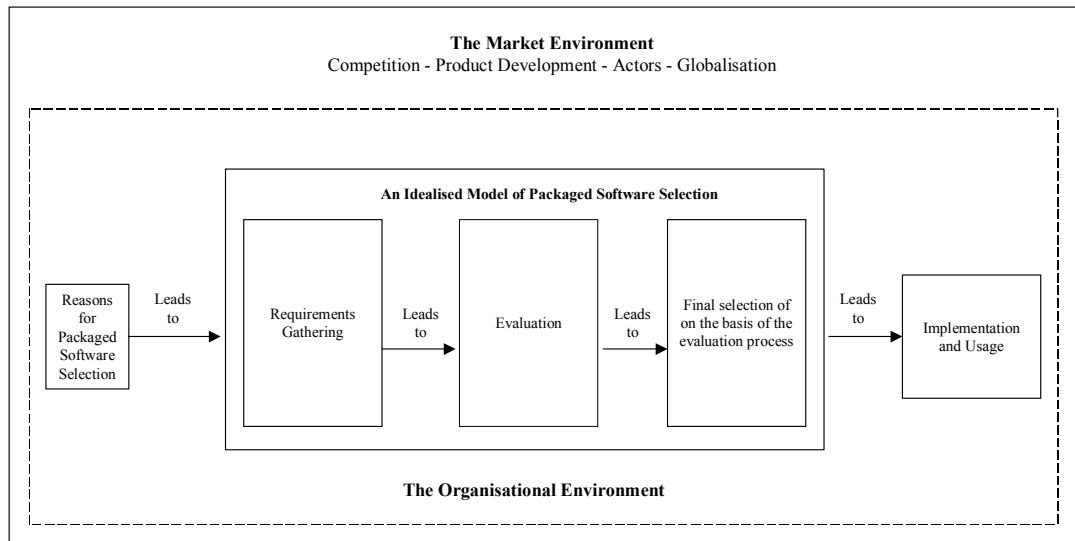 The Market Environment
Competition - Product Development - Actors - Globalisation
An Idealised Model of Packaged Software Selection
Reasons
for
Packaged
Software
Selection
Leads
to
Requirements
Gathering
Leads
to
Evaluation
Leads
to
Final selection of
on the basis of the
evaluation process
Leads
to
Implementation
and Usage
The Organisational Environment